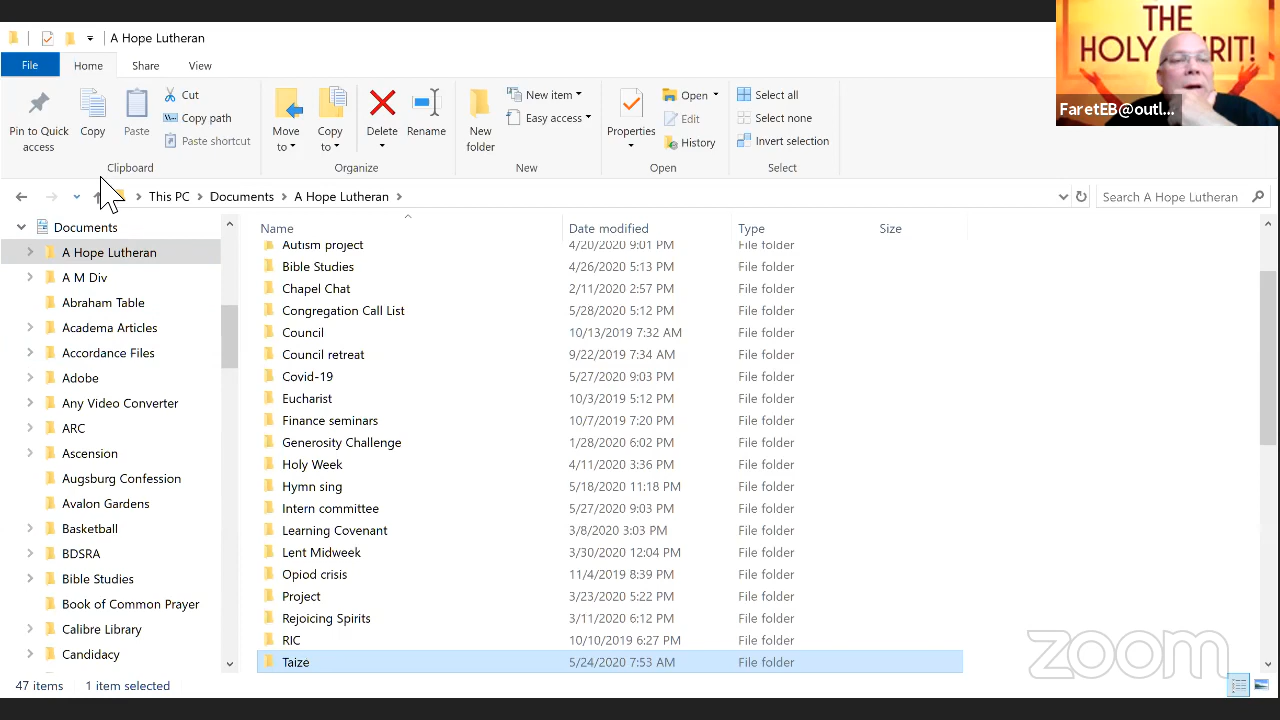 A Hope Lutheran
File Home Share View
Pin to Quick access
Copy
Paste
Cut
Copy path
Paste shortcut
Clipboard
Move to
Copy to
Delete
Rename
Organize
New folder
New item
Easy access
New
Properties
Open
Edit
History
Open
Select all
Select none
Invert selection
Select
THE
HOLY SPIRIT!
FaretEB@outl...
This PC > Documents > A Hope Lutheran >
Search A Hope Lutheran
Documents
A Hope Lutheran
A M Div
Abraham Table
Academa Articles
Accordance Files
Adobe
Any Video Converter
ARC
Ascension
Augsburg Confession
Avalon Gardens
Basketball
BDSRA
Bible Studies
Book of Common Prayer
Calibre Library
Candidacy
Name Date modified Type Size
Autism project 4/20/2020 9:01 PM File folder
Bible Studies 4/26/2020 5:13 PM File folder
Chapel Chat 2/11/2020 2:57 PM File folder
Congregation Call List 5/28/2020 5:12 PM File folder
Council 10/13/2019 7:32 AM File folder
Council retreat 9/22/2019 7:34 AM File folder
Covid-19 5/27/2020 9:03 PM File folder
Eucharist 10/3/2019 5:12 PM File folder
Finance seminars 10/7/2019 7:20 PM File folder
Generosity Challenge 1/28/2020 6:02 PM File folder
Holy Week 4/11/2020 3:36 PM File folder
Hymn sing 5/18/2020 11:18 PM File folder
Intern committee 5/27/2020 9:03 PM File folder
Learning Covenant 3/8/2020 3:03 PM File folder
Lent Midweek 3/30/2020 12:04 PM File folder
Opiod crisis 11/4/2019 8:39 PM File folder
Project 3/23/2020 5:22 PM File folder
Rejoicing Spirits 3/11/2020 6:12 PM File folder
RIC 10/10/2019 6:27 PM File folder
Taize 5/24/2020 7:53 AM File folder
47 items 1 item selected
zoom